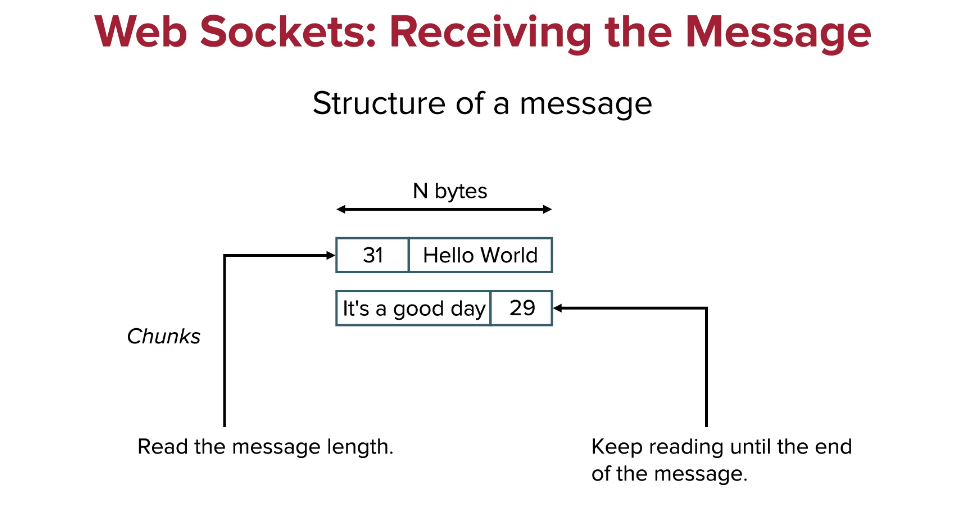 Web Sockets: Receiving the Message
Structure of a message
N bytes
31 Hello World
It's a good day 29
Chunks
Read the message length.
Keep reading until the end
of the message.